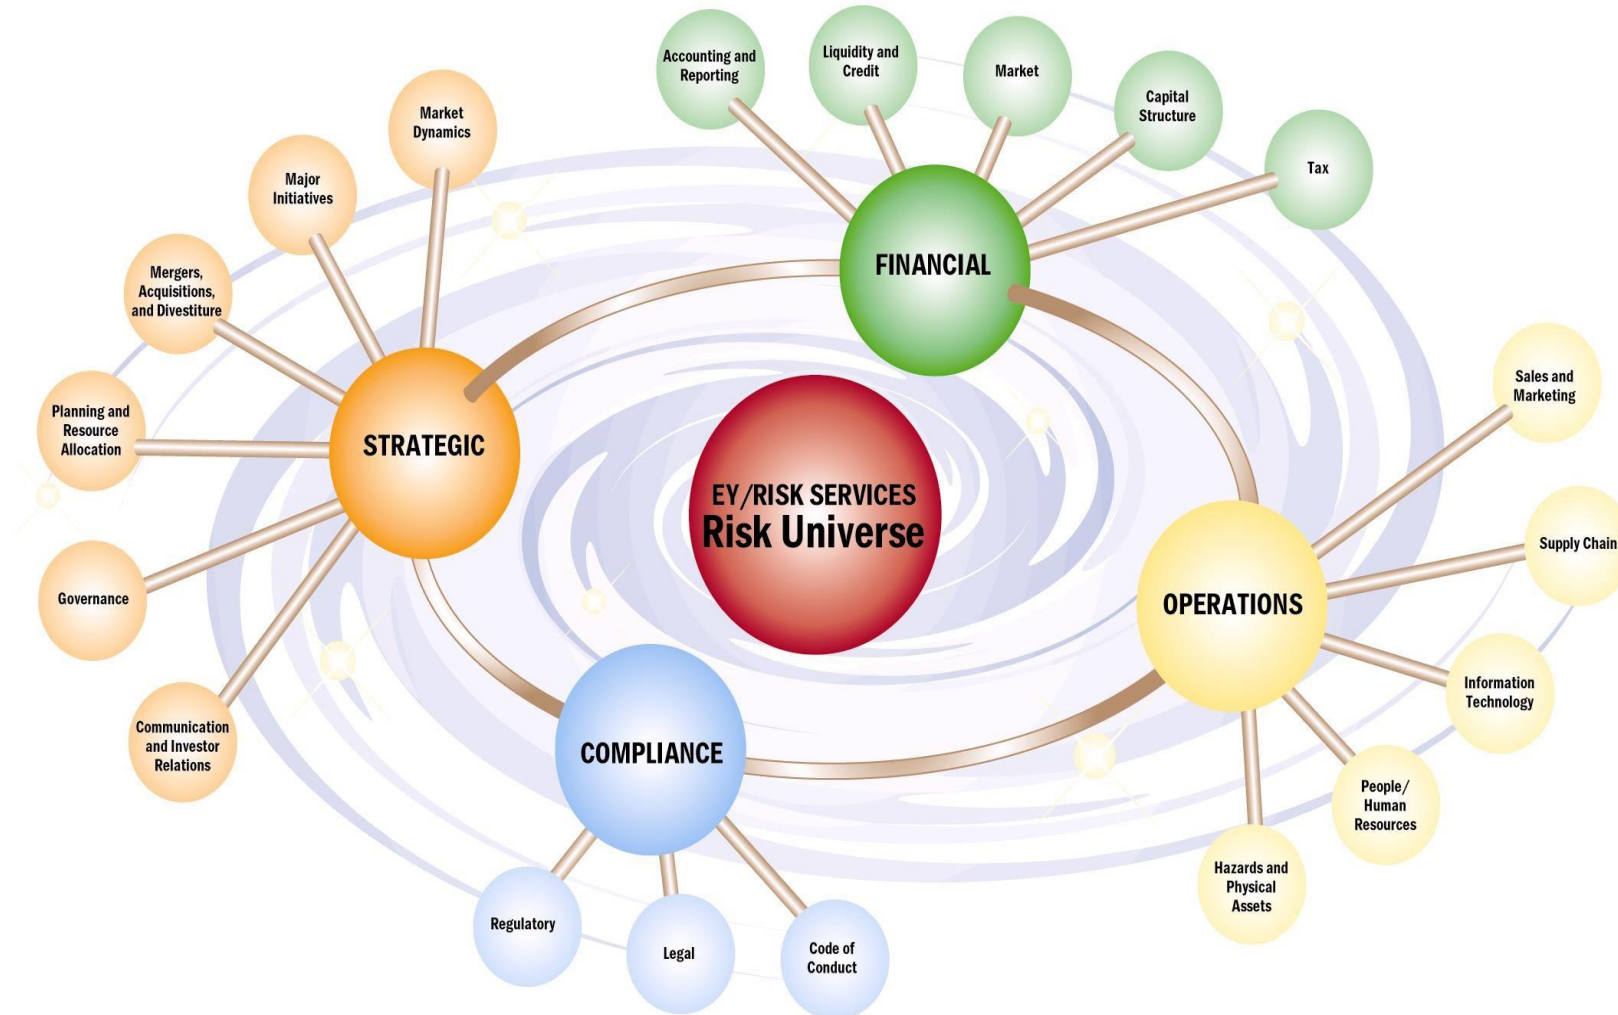 Accounting and
Reporting
Liquidity and
Credit
Market
Capital
Structure
Tax
FINANCIAL
Market
Dynamics
Major
Initiatives
Mergers,
Acquisitions,
and Divestiture
Planning and
Resource
Allocation
Governance
Communication
and Investor
Relations
STRATEGIC
EY/RISK SERVICES
Risk Universe
Sales and
Marketing
Supply Chain
Information
Technology
People/
Human
Resources
Hazards and
Physical
Assets
OPERATIONS
COMPLIANCE
Regulatory
Legal
Code of
Conduct